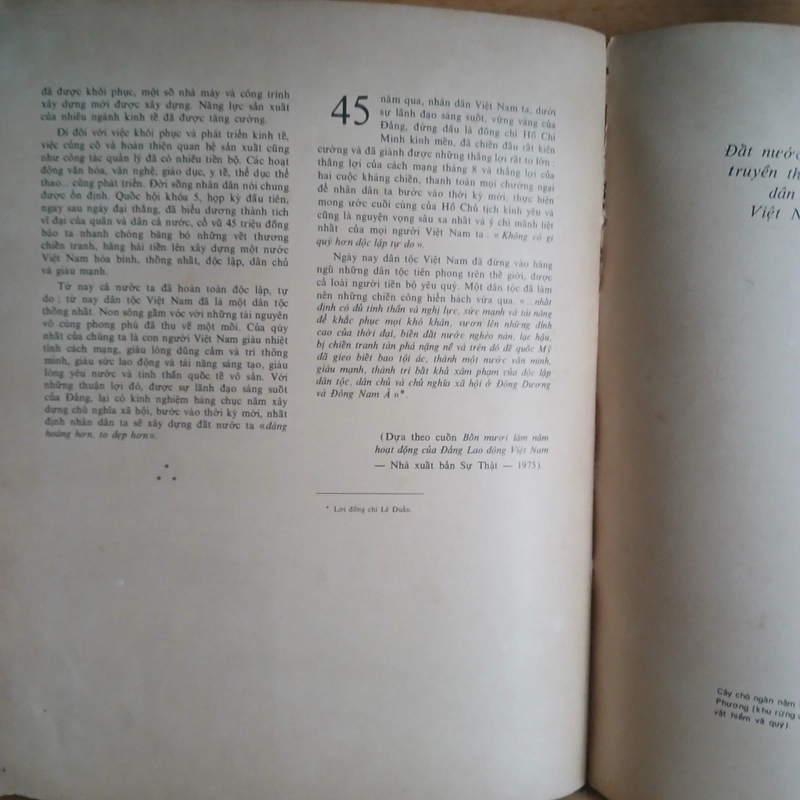 đã được khôi phục, một số nhà máy và công trình
xây dựng mới được xây dựng. Năng lực sản xuất
của nhiều ngành kinh tế đã được tăng cường.
Đi đôi với việc khôi phục và phát triển kinh tế,
việc củng cố và hoàn thiện quan hệ sản xuất cũng
như công tác quản lý đã có nhiều tiến bộ. Các hoạt
động văn hóa, văn nghệ, giáo dục, y tế, thể dục thể
thao... cũng phát triển. Đời sống nhân dân nói chung
được ổn định. Quốc hội khóa 5, họp kỳ đầu tiên,
ngay sau ngày đại thắng, đã biểu dương thành tích
vĩ đại của quân và dân cả nước, cổ vũ 45 triệu đồng
bào ta nhanh chóng băng bó những vết thương
chiến tranh, hăng hái tiến lên xây dựng một nước
Việt Nam hòa bình, thống nhất, độc lập, dân chủ
và giàu mạnh.
Từ nay cả nước ta đã hoàn toàn độc lập, tự
do ; từ nay dân tộc Việt Nam đã là một dân tộc
thống nhất. Non sông gấm vóc với những tài nguyên
vô cùng phong phú đã thu về một mối. Của quý
nhất của chúng ta là con người Việt Nam giàu nhiệt
tình cách mạng, giàu lòng dũng cảm và trí thông
minh, giàu sức lao động và tài năng sáng tạo, giàu
lòng yêu nước và tinh thần quốc tế vô sản. Với
những thuận lợi đó, được sự lãnh đạo sáng suốt
của Đảng, lại có kinh nghiệm hàng chục năm xây
dựng chủ nghĩa xã hội, bước vào thời kỳ mới, nhất
định nhân dân ta sẽ xây dựng đất nước ta «đàng
hoàng hơn, to đẹp hơn».
* * *
45 năm qua, nhân dân Việt Nam ta, dưới
sự lãnh đạo sáng suốt, vững vàng của
Đảng, đứng đầu là đồng chí Hồ Chí
Minh kính mến, đã chiến đấu rất kiên
cường và đã giành được những thắng lợi rất to lớn :
thắng lợi của cách mạng tháng 8 và thắng lợi của
hai cuộc kháng chiến, thanh toán mọi chướng ngại
để nhân dân ta bước vào thời kỳ mới, thực hiện
mong ước cuối cùng của Hồ Chủ tịch kính yêu và
cũng là nguyện vọng sâu xa nhất và ý chí mãnh liệt
nhất của mọi người Việt Nam ta : «Không có gì
quý hơn độc lập tự do».
Ngày nay dân tộc Việt Nam đã đứng vào hàng
ngũ những dân tộc tiên phong trên thế giới, được
cả loài người tiến bộ yêu quý. Một dân tộc đã làm
nên những chiến công hiển hách vừa qua, «...nhất
định có đủ tinh thần và nghị lực, sức mạnh và tài năng
để khắc phục mọi khó khăn, vươn lên những đỉnh
cao của thời đại, biến đất nước nghèo nàn, lạc hậu,
bị chiến tranh tàn phá nặng nề và trên đó đế quốc Mỹ
đã gieo biết bao tội ác, thành một nước văn minh,
giàu mạnh, thành trì bất khả xâm phạm của độc lập
dân tộc, dân chủ và chủ nghĩa xã hội ở Đông Dương
và Đông Nam Á»*.
(Dựa theo cuốn Bốn mươi lăm năm
hoạt động của Đảng Lao động Việt Nam
— Nhà xuất bản Sự Thật — 1975).
* Lời đồng chí Lê Duẩn.
Đất nước
truyền th
dân
Việt N
Cây chò ngàn năm
Phương (khu rừng
vật hiếm và quý).